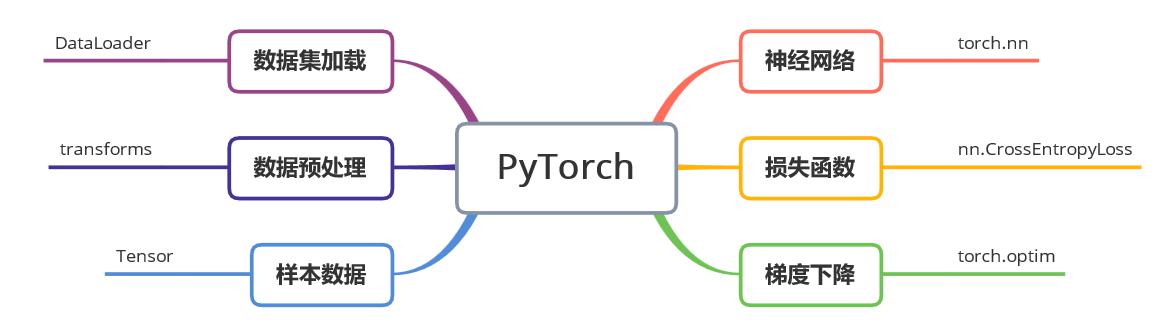 DataLoader
数据集加载
神经网络
torch.nn
transforms
数据预处理
PyTorch
损失函数
nn.CrossEntropyLoss
Tensor
样本数据
梯度下降
torch.optim